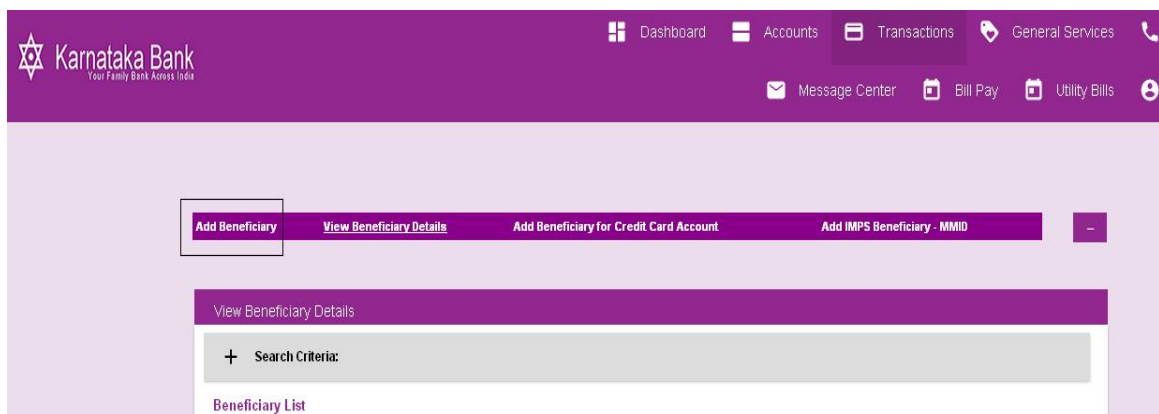 Karnataka Bank
Your Family Bank Across India
Dashboard Accounts Transactions General Services
Message Center Bill Pay Utility Bills
Add Beneficiary View Beneficiary Details Add Beneficiary for Credit Card Account Add IMPS Beneficiary - MMID
View Beneficiary Details
+ Search Criteria:
Beneficiary List